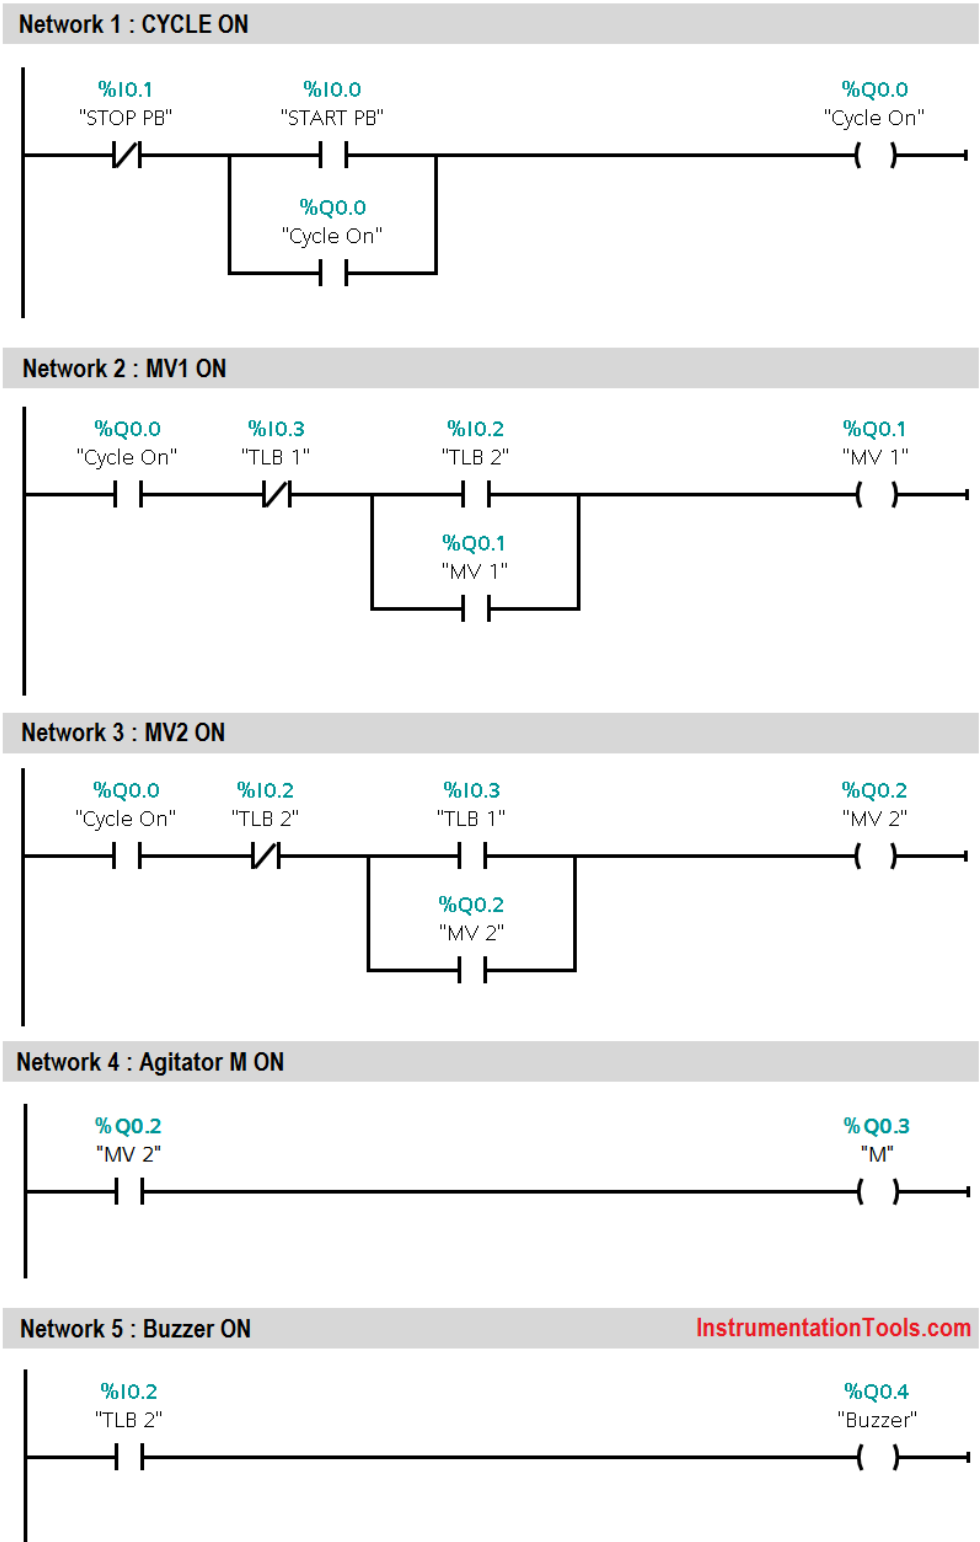 Network 1 : CYCLE ON
%I0.1 %I0.0 %Q0.0
"STOP PB" "START PB" "Cycle On"
%Q0.0
"Cycle On"
Network 2 : MV1 ON
%Q0.0 %I0.3 %I0.2 %Q0.1
"Cycle On" "TLB 1" "TLB 2" "MV 1"
%Q0.1
"MV 1"
Network 3 : MV2 ON
%Q0.0 %I0.2 %I0.3 %Q0.2
"Cycle On" "TLB 2" "TLB 1" "MV 2"
%Q0.2
"MV 2"
Network 4 : Agitator M ON
%Q0.2 %Q0.3
"MV 2" "M"
Network 5 : Buzzer ON InstrumentationTools.com
%I0.2 %Q0.4
"TLB 2" "Buzzer"